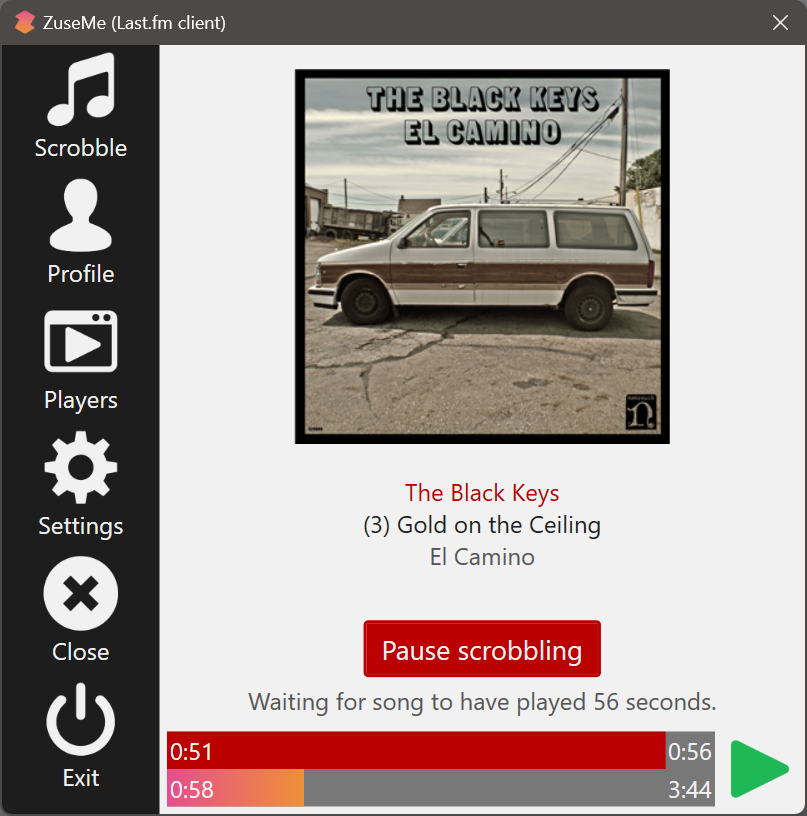 ZuseMe (Last.fm client)
Scrobble
Profile
Players
Settings
Close
Exit
THE BLACK KEYS
EL CAMINO
The Black Keys
(3) Gold on the Ceiling
El Camino
Pause scrobbling
Waiting for song to have played 56 seconds.
0:51 0:56
0:58 3:44